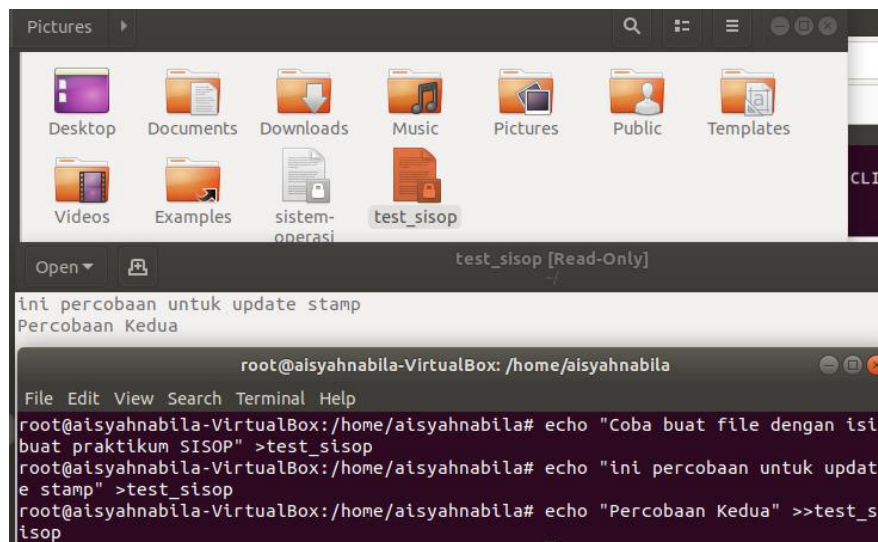 Pictures
Desktop Documents Downloads Music Pictures Public Templates
Videos Examples sistem-operasi test_sisop
CLI
Open test_sisop [Read-Only]
~/
ini percobaan untuk update stamp
Percobaan Kedua
root@aisyahnabila-VirtualBox: /home/aisyahnabila
File Edit View Search Terminal Help
root@aisyahnabila-VirtualBox:/home/aisyahnabila# echo "Coba buat file dengan isi
buat praktikum SISOP" >test_sisop
root@aisyahnabila-VirtualBox:/home/aisyahnabila# echo "ini percobaan untuk updat
e stamp" >test_sisop
root@aisyahnabila-VirtualBox:/home/aisyahnabila# echo "Percobaan Kedua" >>test_s
isop